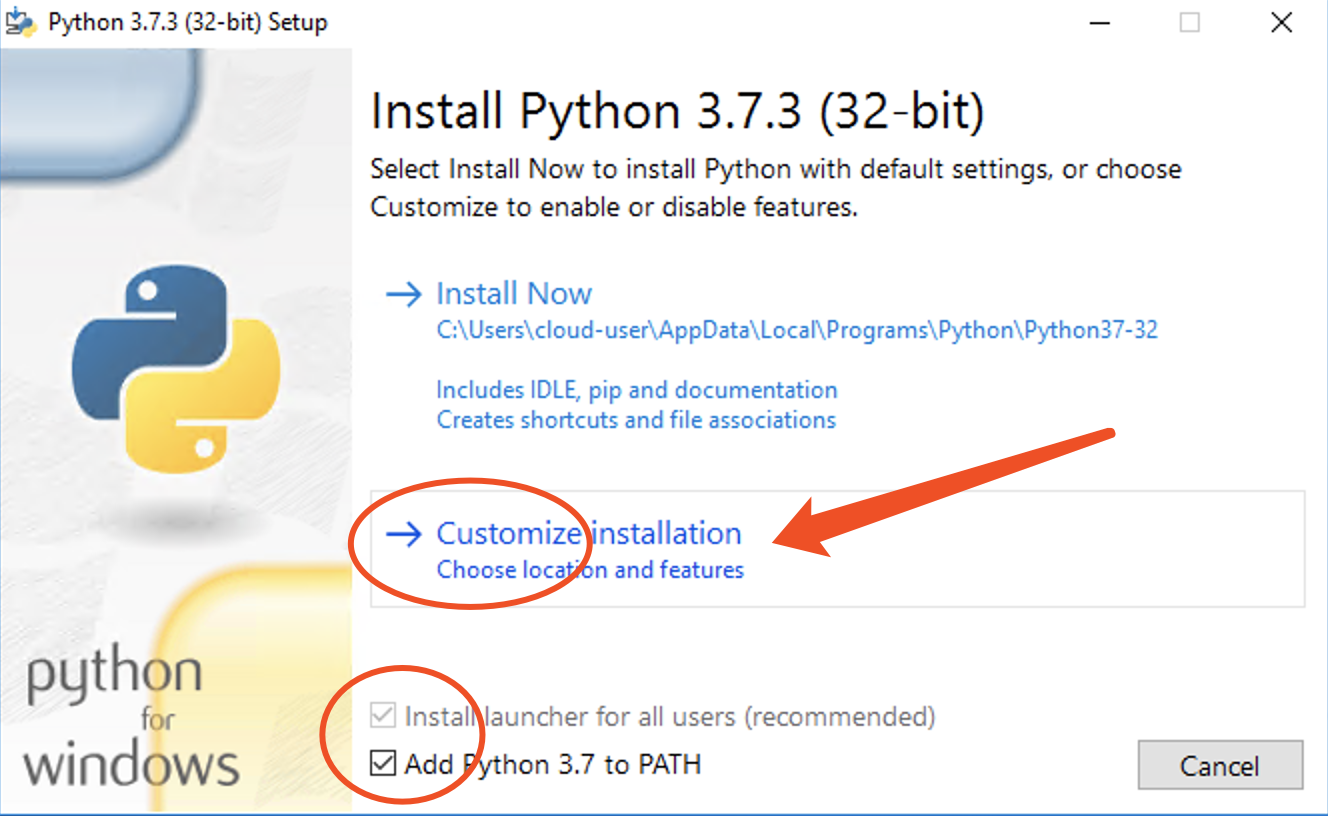 Python 3.7.3 (32-bit) Setup
Install Python 3.7.3 (32-bit)
Select Install Now to install Python with default settings, or choose
Customize to enable or disable features.
Install Now
C:\Users\cloud-user\AppData\Local\Programs\Python\Python37-32
Includes IDLE, pip and documentation
Creates shortcuts and file associations
Customize installation
Choose location and features
Install launcher for all users (recommended)
Add Python 3.7 to PATH
Cancel
python
for
windows